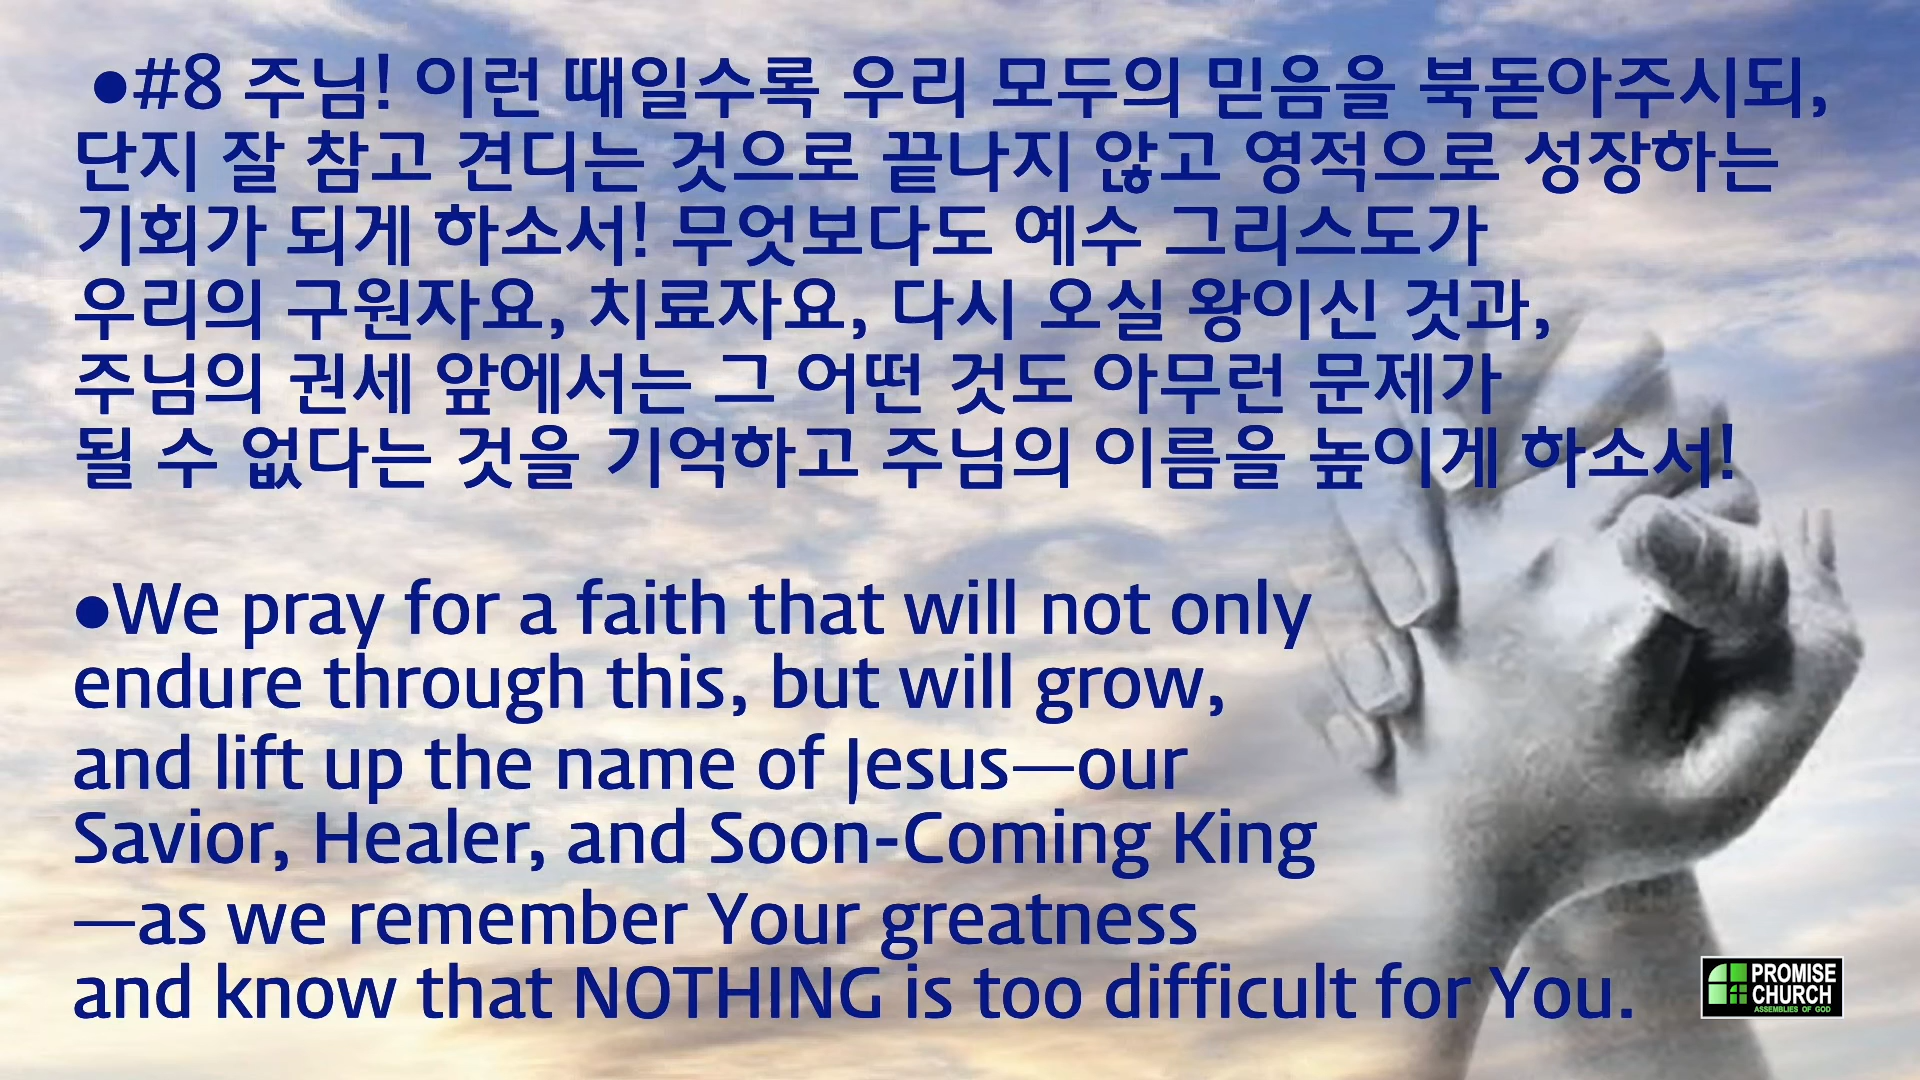 ●#8 주님! 이런 때일수록 우리 모두의 믿음을 북돋아주시되,
단지 잘 참고 견디는 것으로 끝나지 않고 영적으로 성장하는
기회가 되게 하소서! 무엇보다도 예수 그리스도가
우리의 구원자요, 치료자요, 다시 오실 왕이신 것과,
주님의 권세 앞에서는 그 어떤 것도 아무런 문제가
될 수 없다는 것을 기억하고 주님의 이름을 높이게 하소서!
●We pray for a faith that will not only
endure through this, but will grow,
and lift up the name of Jesus—our
Savior, Healer, and Soon-Coming King
—as we remember Your greatness
and know that NOTHING is too difficult for You.
PROMISE
CHURCH
ASSEMBLIES OF GOD